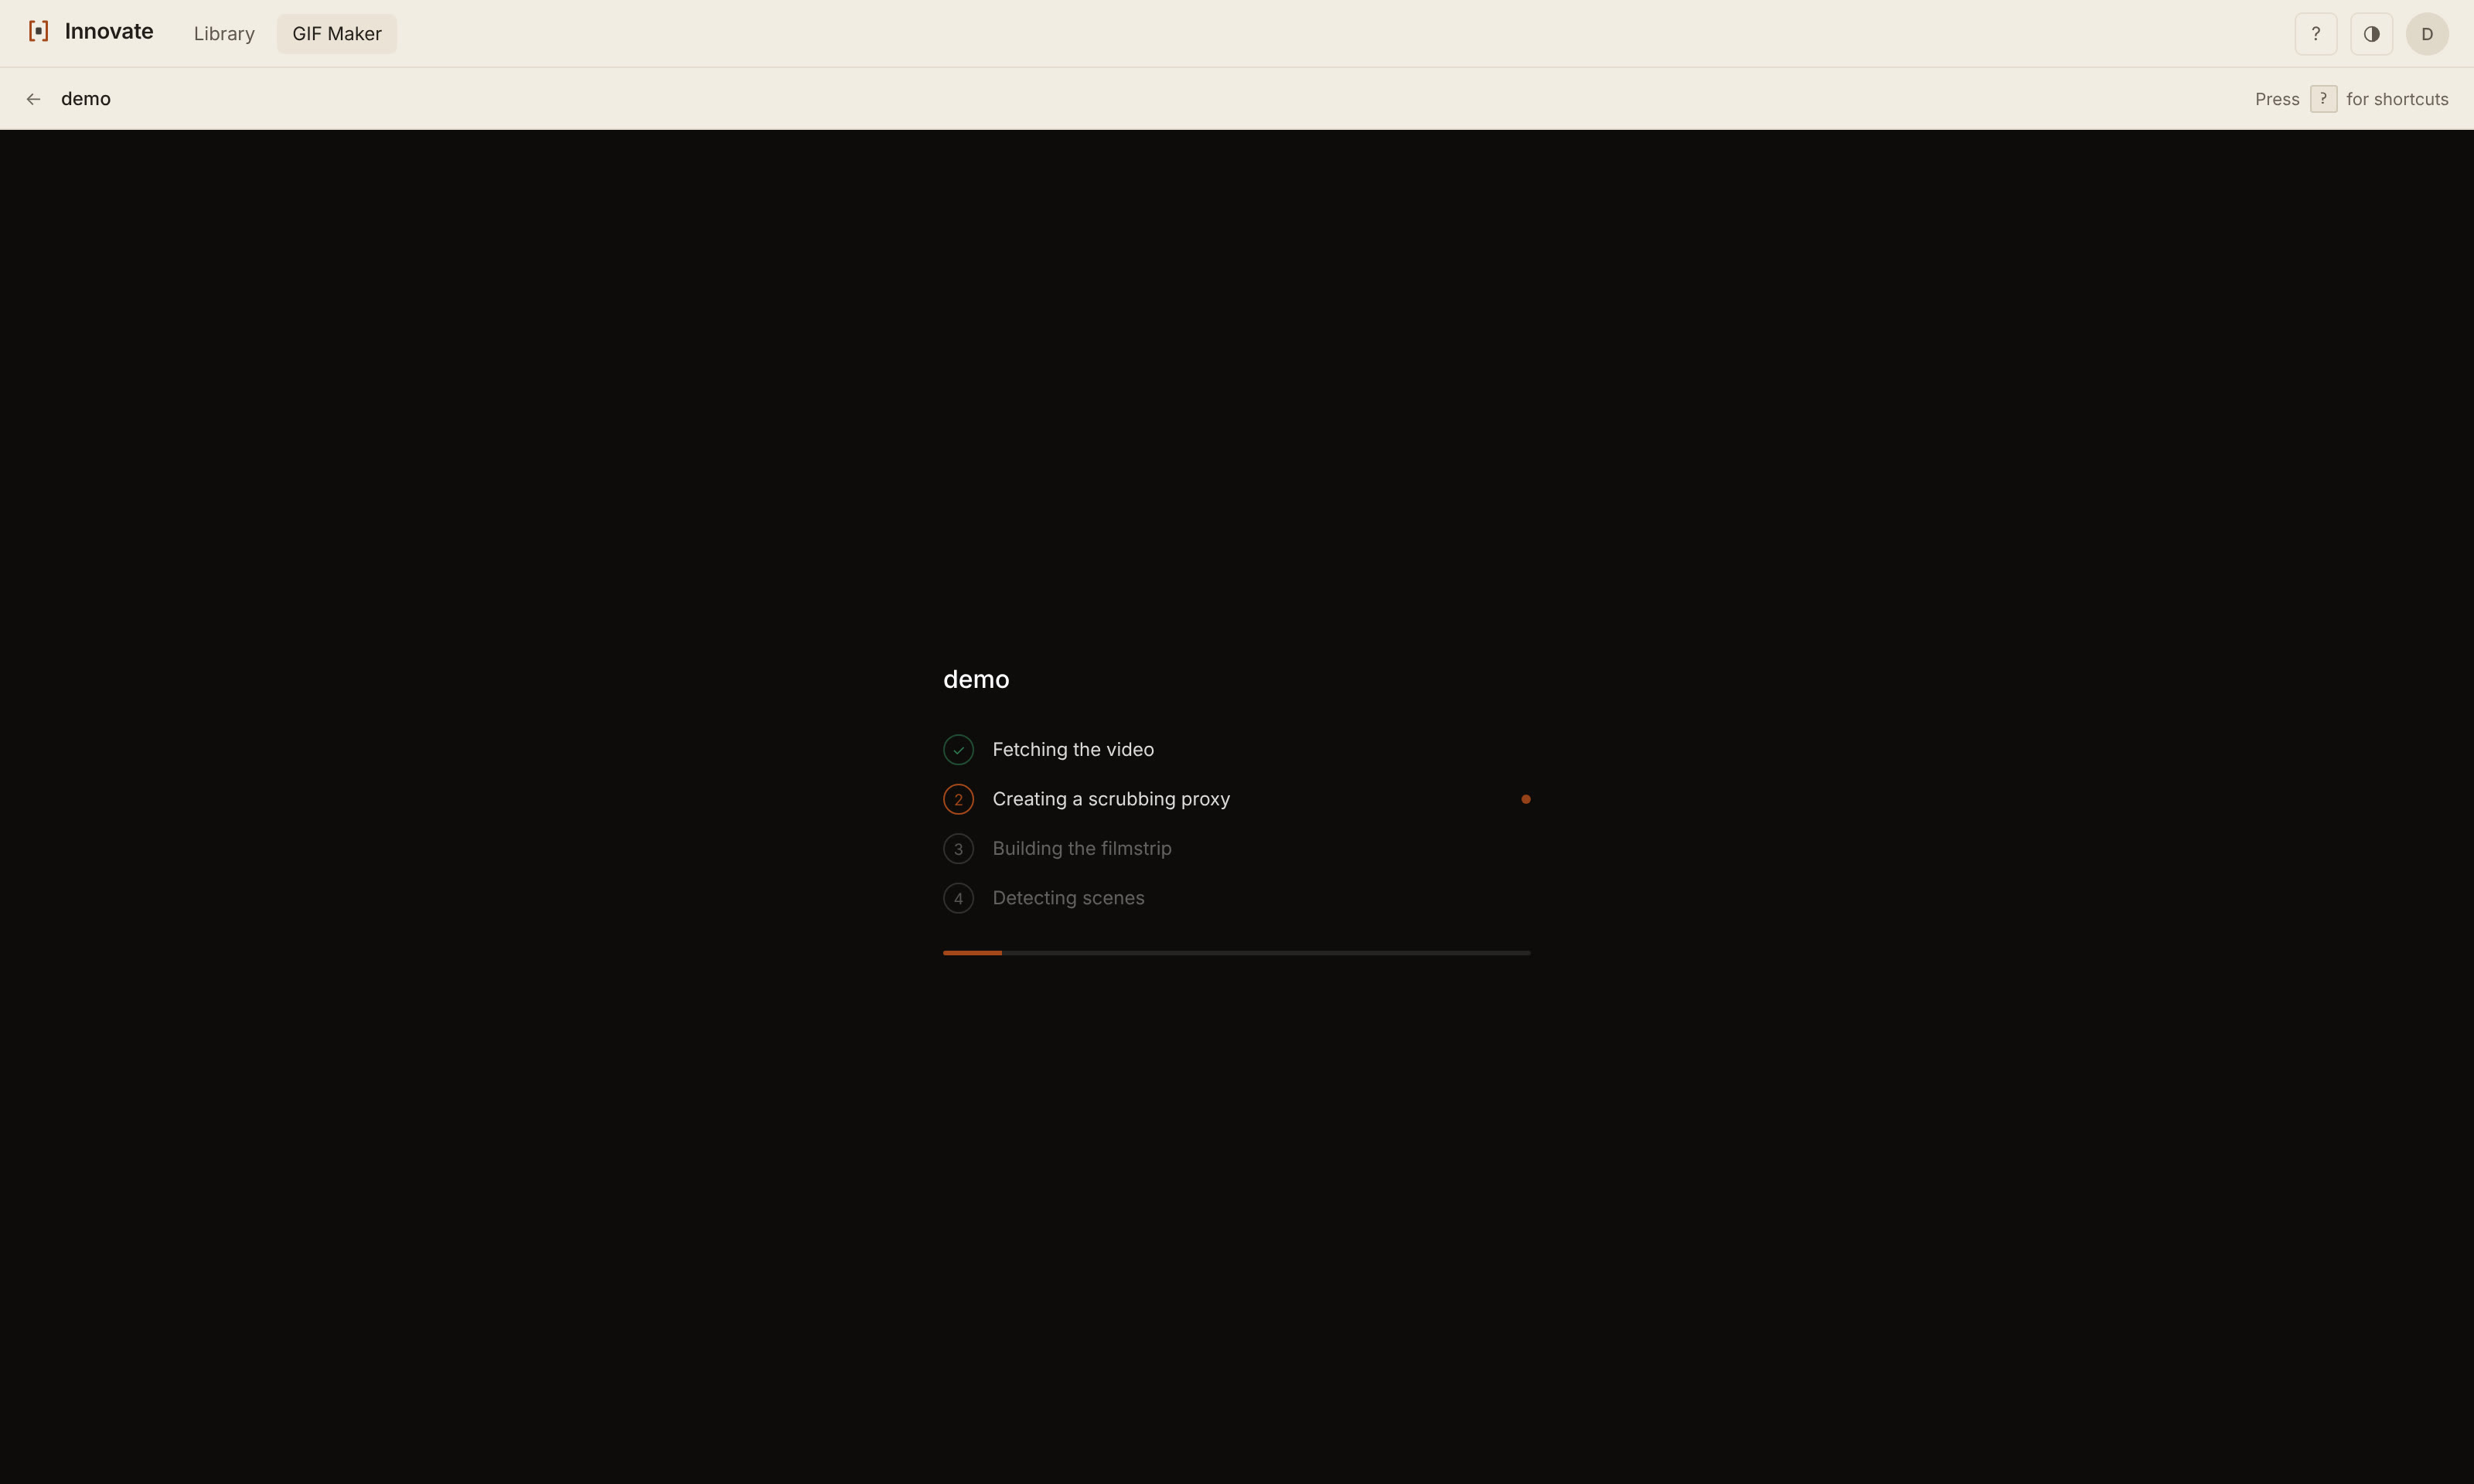 Innovate Library GIF Maker ? D
← demo Press ? for shortcuts
demo
Fetching the video
2 Creating a scrubbing proxy
3 Building the filmstrip
4 Detecting scenes